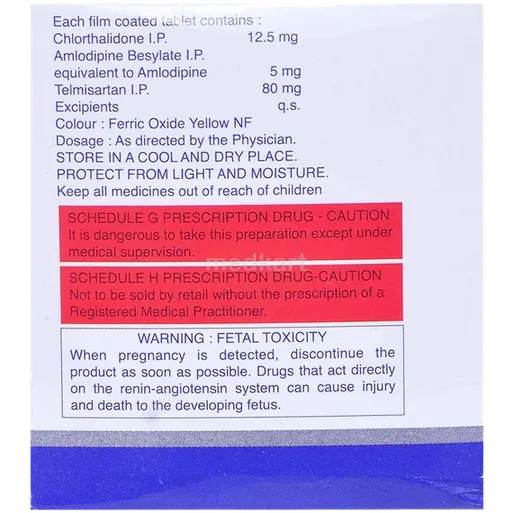 Each film coated tablet contains :
Chlorthalidone I.P. 12.5 mg
Amlodipine Besylate I.P.
equivalent to Amlodipine 5 mg
Telmisartan I.P. 80 mg
Excipients q.s.
Colour : Ferric Oxide Yellow NF
Dosage : As directed by the Physician.
STORE IN A COOL AND DRY PLACE.
PROTECT FROM LIGHT AND MOISTURE.
Keep all medicines out of reach of children
SCHEDULE G PRESCRIPTION DRUG - CAUTION
It is dangerous to take this preparation except under
medical supervision.
medkart
SCHEDULE H PRESCRIPTION DRUG-CAUTION
Not to be sold by retail without the prescription of a
Registered Medical Practitioner.
WARNING : FETAL TOXICITY
When pregnancy is detected, discontinue the
product as soon as possible. Drugs that act directly
on the renin-angiotensin system can cause injury
and death to the developing fetus.